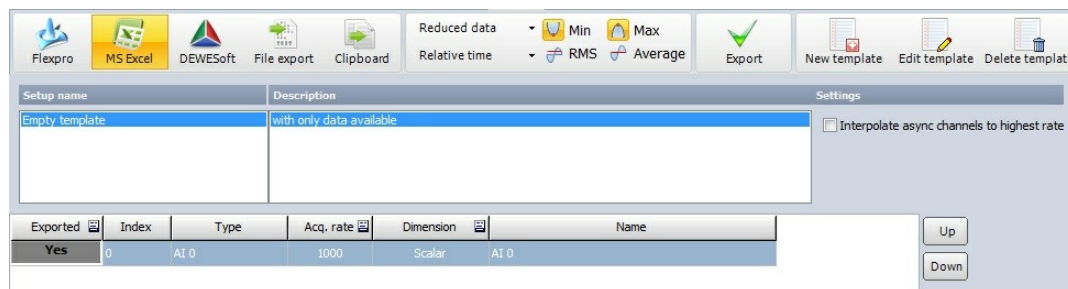 Reduced data Min Max
Relative time RMS Average
Flexpro MS Excel DEWESoft File export Clipboard Export New template Edit template Delete templat
TEXT
Setup name Description Settings
Empty template with only data available Interpolate async channels to highest rate
Exported Index Type Acq. rate Dimension Name Up
Yes 0 AI 0 1000 Scalar AI 0
Down